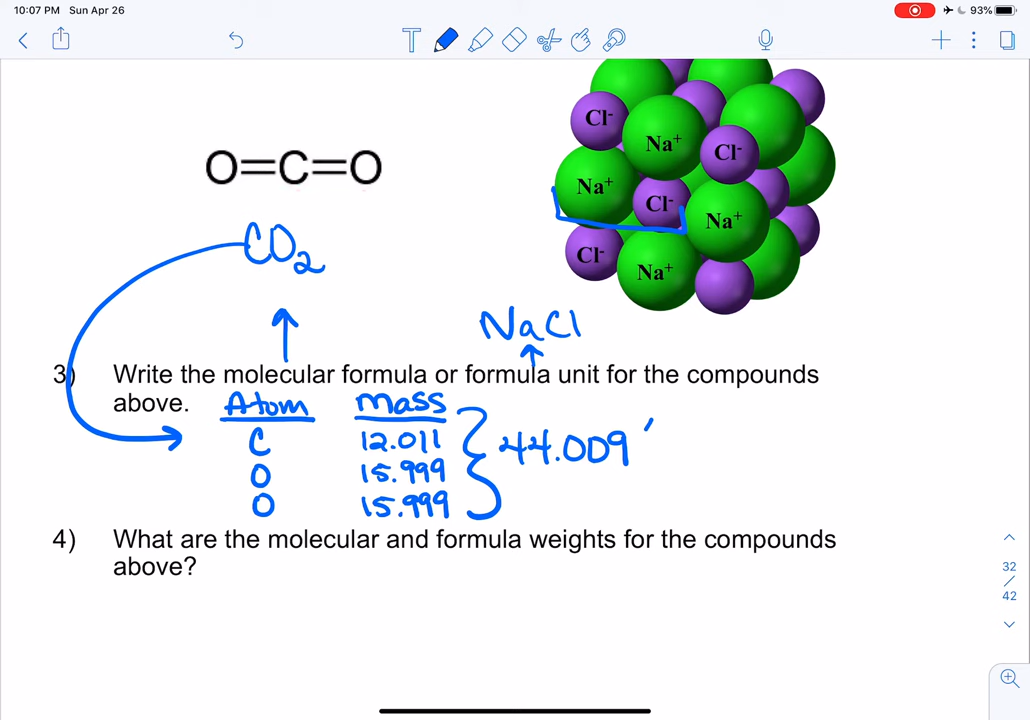 10:07 PM Sun Apr 26
93%
Cl-
Na+
Cl-
Na+
Cl-
Na+
Cl-
Na+
O=C=O
CO2
NaCl
3) Write the molecular formula or formula unit for the compounds
above.
Atom Mass
C 12.011
O 15.999
O 15.999
44.009
4) What are the molecular and formula weights for the compounds
above?
32
/
42